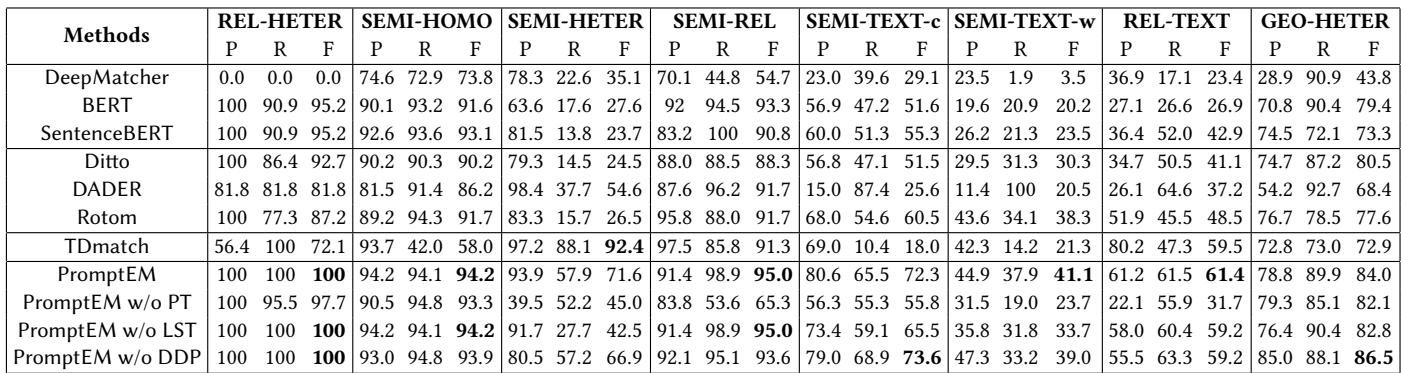 Methods REL-HETER SEMI-HOMO SEMI-HETER SEMI-REL SEMI-TEXT-c SEMI-TEXT-w REL-TEXT GEO-HETER
P R F P R F P R F P R F P R F P R F P R F P R F
DeepMatcher 0.0 0.0 0.0 74.6 72.9 73.8 78.3 22.6 35.1 70.1 44.8 54.7 23.0 39.6 29.1 23.5 1.9 3.5 36.9 17.1 23.4 28.9 90.9 43.8
BERT 100 90.9 95.2 90.1 93.2 91.6 63.6 17.6 27.6 92 94.5 93.3 56.9 47.2 51.6 19.6 20.9 20.2 27.1 26.6 26.9 70.8 90.4 79.4
SentenceBERT 100 90.9 95.2 92.6 93.6 93.1 81.5 13.8 23.7 83.2 100 90.8 60.0 51.3 55.3 26.2 21.3 23.5 36.4 52.0 42.9 74.5 72.1 73.3
Ditto 100 86.4 92.7 90.2 90.3 90.2 79.3 14.5 24.5 88.0 88.5 88.3 56.8 47.1 51.5 29.5 31.3 30.3 34.7 50.5 41.1 74.7 87.2 80.5
DADER 81.8 81.8 81.8 81.5 91.4 86.2 98.4 37.7 54.6 87.6 96.2 91.7 15.0 87.4 25.6 11.4 100 20.5 26.1 64.6 37.2 54.2 92.7 68.4
Rotom 100 77.3 87.2 89.2 94.3 91.7 83.3 15.7 26.5 95.8 88.0 91.7 68.0 54.6 60.5 43.6 34.1 38.3 51.9 45.5 48.5 76.7 78.5 77.6
TDmatch 56.4 100 72.1 93.7 42.0 58.0 97.2 88.1 92.4 97.5 85.8 91.3 69.0 10.4 18.0 42.3 14.2 21.3 80.2 47.3 59.5 72.8 73.0 72.9
PromptEM 100 100 100 94.2 94.1 94.2 93.9 57.9 71.6 91.4 98.9 95.0 80.6 65.5 72.3 44.9 37.9 41.1 61.2 61.5 61.4 78.8 89.9 84.0
PromptEM w/o PT 100 95.5 97.7 90.5 94.8 93.3 39.5 52.2 45.0 83.8 53.6 65.3 56.3 55.3 55.8 31.5 19.0 23.7 22.1 55.9 31.7 79.3 85.1 82.1
PromptEM w/o LST 100 100 100 94.2 94.1 94.2 91.7 27.7 42.5 91.4 98.9 95.0 73.4 59.1 65.5 35.8 31.8 33.7 58.0 60.4 59.2 76.4 90.4 82.8
PromptEM w/o DDP 100 100 100 93.0 94.8 93.9 80.5 57.2 66.9 92.1 95.1 93.6 79.0 68.9 73.6 47.3 33.2 39.0 55.5 63.3 59.2 85.0 88.1 86.5